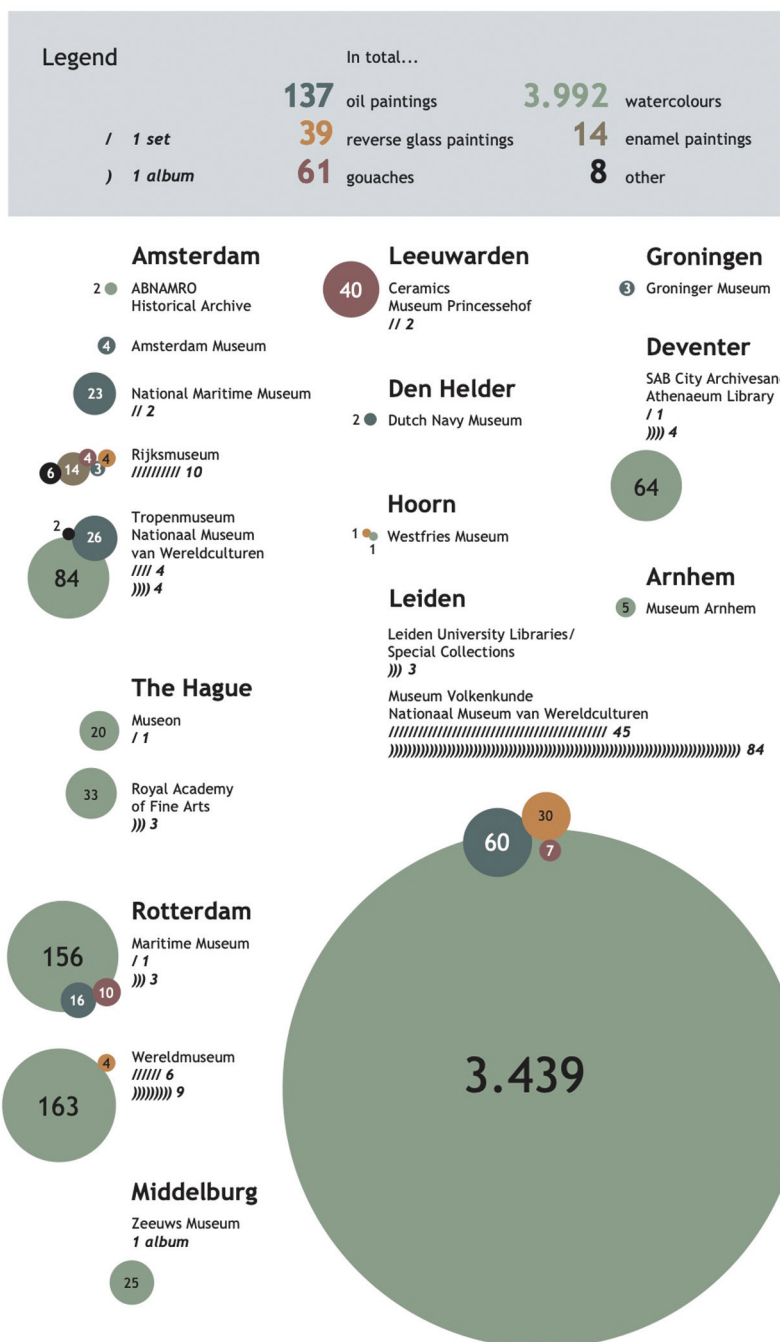 Legend
In total...
137 oil paintings
3.992 watercolours
/ 1 set
39 reverse glass paintings
14 enamel paintings
) 1 album
61 gouaches
8 other
Amsterdam
2
ABNAMRO
Historical Archive
4
Amsterdam Museum
23
National Maritime Museum
// 2
6
14
4
3
4
Rijksmuseum
////////// 10
2
26
84
Tropenmuseum
Nationaal Museum
van Wereldculturen
//// 4
)))) 4
The Hague
20
Museon
/ 1
33
Royal Academy
of Fine Arts
))) 3
Rotterdam
156
16
10
Maritime Museum
/ 1
))) 3
163
4
Wereldmuseum
////// 6
))))))))) 9
Middelburg
Zeeuws Museum
1 album
25
Leeuwarden
40
Ceramics
Museum Princessehof
// 2
Den Helder
2
Dutch Navy Museum
Hoorn
1
1
Westfries Museum
Leiden
Leiden University Libraries/
Special Collections
))) 3
Museum Volkenkunde
Nationaal Museum van Wereldculturen
///////////////////////////////////////////// 45
)))))))))))))))))))))))))))))))))))))))))))))))))))))))))))))))))))))))))))))))))))) 84
60
30
7
3.439
Groningen
3
Groninger Museum
Deventer
SAB City Archivesan
Athenaeum Library
/ 1
)))) 4
64
Arnhem
5
Museum Arnhem